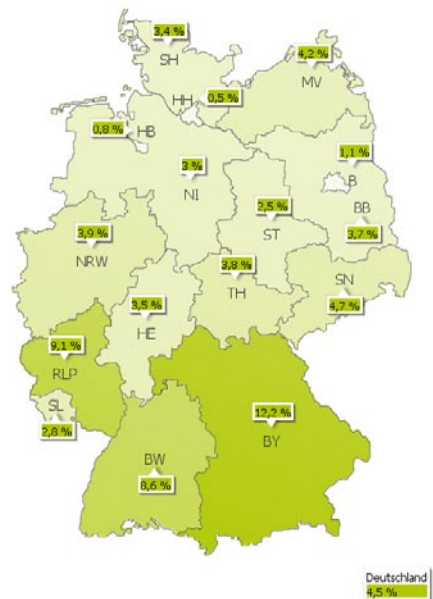 3,4 %
SH
4,2 %
MV
HH
0,5 %
0,8 %
HB
1,1 %
B
3 %
NI
2,5 %
ST
BB
3,7 %
3,9 %
NRW
3,8 %
TH
SN
4,7 %
3,5 %
HE
9,1 %
RLP
SL
2,8 %
12,2 %
BY
BW
8,6 %
Deutschland
4,5 %